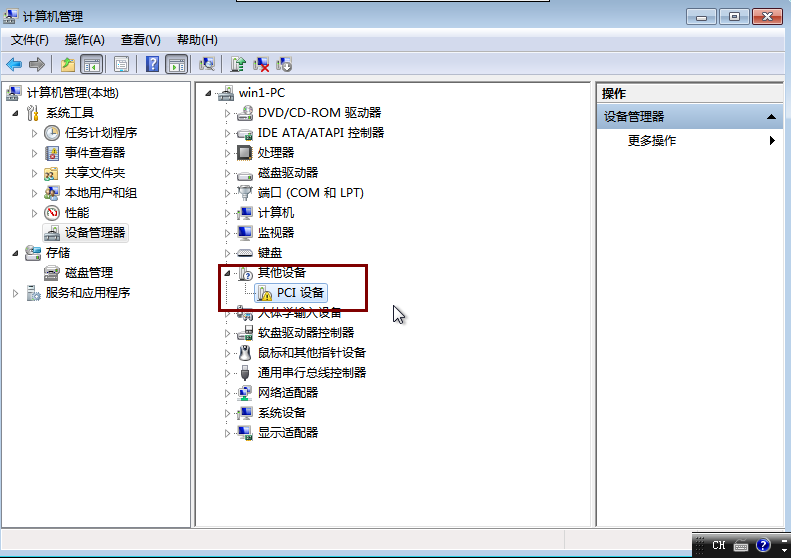 计算机管理
文件(F) 操作(A) 查看(V) 帮助(H)
计算机管理(本地)
系统工具
任务计划程序
事件查看器
共享文件夹
本地用户和组
性能
设备管理器
存储
磁盘管理
服务和应用程序
win1-PC
DVD/CD-ROM 驱动器
IDE ATA/ATAPI 控制器
处理器
磁盘驱动器
端口 (COM 和 LPT)
计算机
监视器
键盘
其他设备
PCI 设备
人体学输入设备
软盘驱动器控制器
鼠标和其他指针设备
通用串行总线控制器
网络适配器
系统设备
显示适配器
操作
设备管理器
更多操作
CH